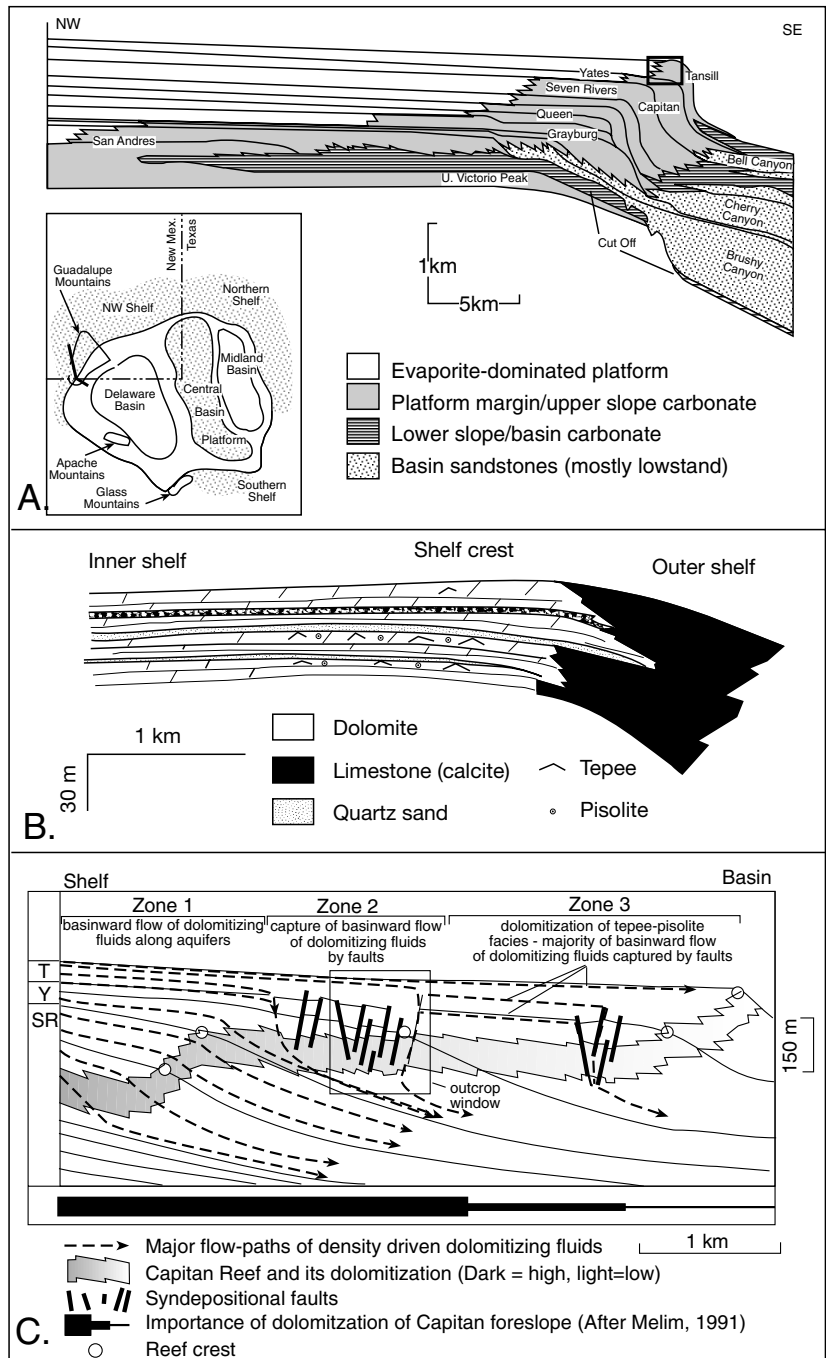 NW
SE
Yates
Tansill
Seven Rivers
Capitan
Queen
Grayburg
San Andres
Bell Canyon
U. Victorio Peak
Cherry
Canyon
Cut Off
Brushy
Canyon
1km
5km
New Mex.
Texas
Guadalupe
Mountains
NW Shelf
Northern
Shelf
Midland
Basin
Delaware
Basin
Central
Basin
Platform
Apache
Mountains
Glass
Mountains
Southern
Shelf
Evaporite-dominated platform
Platform margin/upper slope carbonate
Lower slope/basin carbonate
Basin sandstones (mostly lowstand)
A.
Inner shelf
Shelf crest
Outer shelf
1 km
30 m
Dolomite
Limestone (calcite)
Quartz sand
Tepee
Pisolite
B.
Shelf
Basin
Zone 1
basinward flow of dolomitizing
fluids along aquifers
Zone 2
capture of basinward flow
of dolomitizing fluids
by faults
Zone 3
dolomitization of tepee-pisolite
facies - majority of basinward flow
of dolomitizing fluids captured by faults
T
Y
SR
150 m
outcrop
window
1 km
Major flow-paths of density driven dolomitizing fluids
Capitan Reef and its dolomitization (Dark = high, light=low)
Syndepositional faults
Importance of dolomitzation of Capitan foreslope (After Melim, 1991)
Reef crest
C.